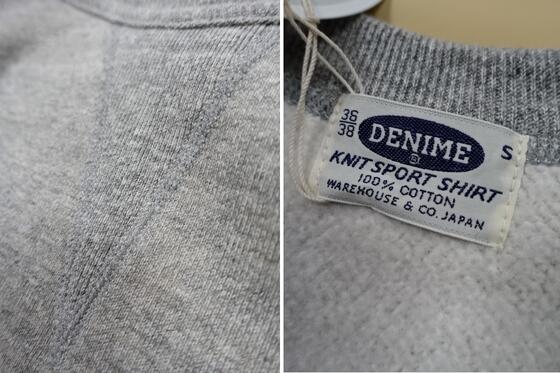 36
38
DENIME
S
KNIT SPORT SHIRT
100% COTTON
WAREHOUSE & CO. JAPAN